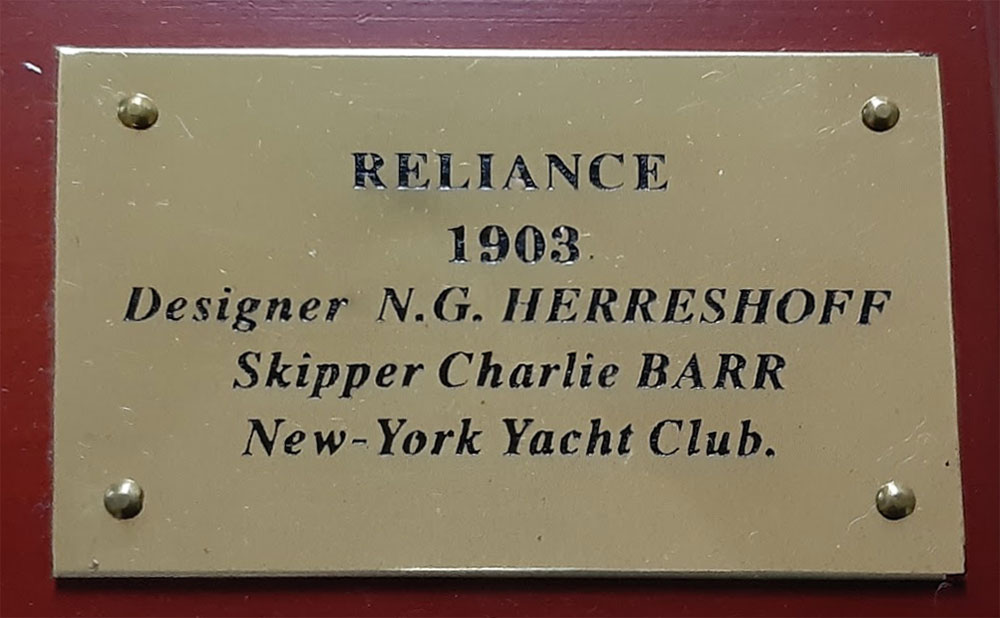 RELIANCE
1903
Designer N.G. HERRESHOFF
Skipper Charlie BARR
New-York Yacht Club.